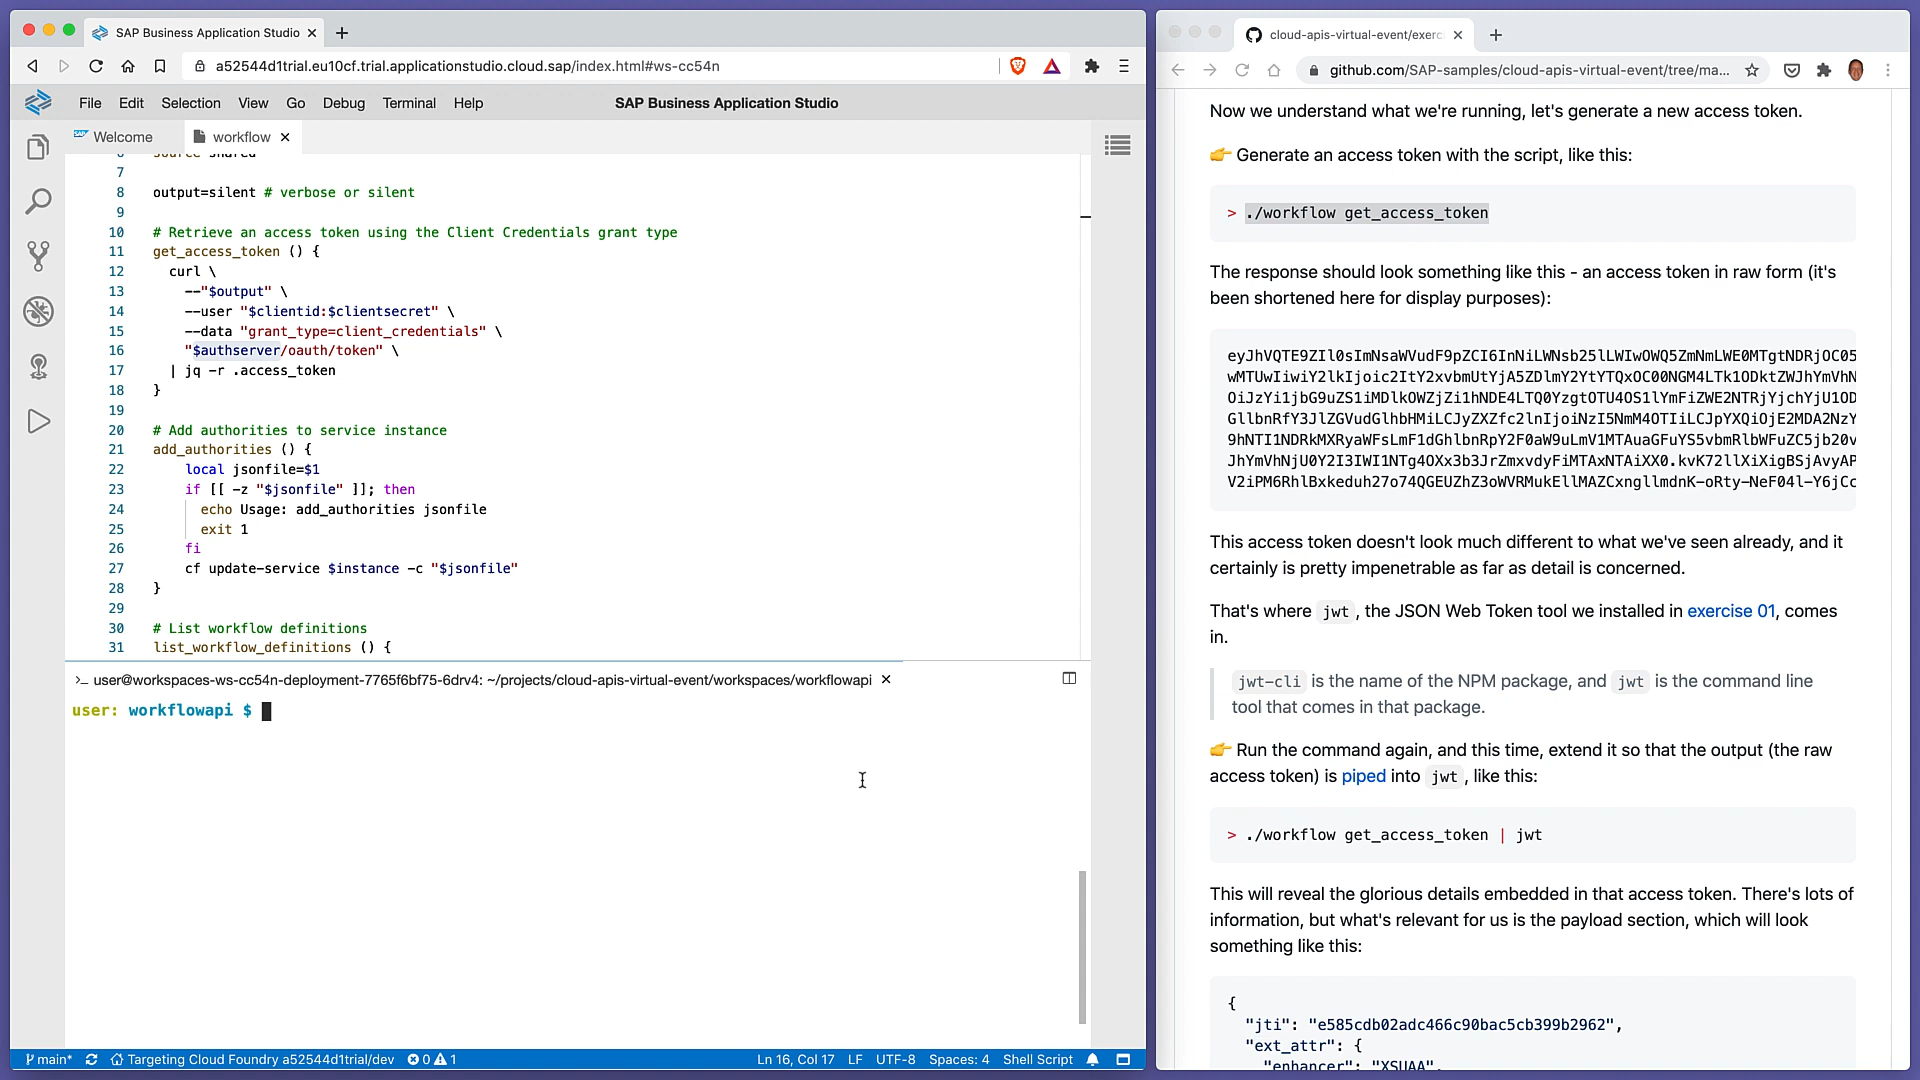 SAP Business Application Studio
a52544d1trial.eu10cf.trial.applicationstudio.cloud.sap/index.html#ws-cc54n
File Edit Selection View Go Debug Terminal Help
SAP Business Application Studio
Welcome
workflow
6 source shared
7
8 output=silent # verbose or silent
9
10 # Retrieve an access token using the Client Credentials grant type
11 get_access_token () {
12 curl \
13 --"$output" \
14 --user "$clientid:$clientsecret" \
15 --data "grant_type=client_credentials" \
16 "$authserver/oauth/token" \
17 | jq -r .access_token
18 }
19
20 # Add authorities to service instance
21 add_authorities () {
22 local jsonfile=$1
23 if [[ -z "$jsonfile" ]]; then
24 echo Usage: add_authorities jsonfile
25 exit 1
26 fi
27 cf update-service $instance -c "$jsonfile"
28 }
29
30 # List workflow definitions
31 list_workflow_definitions () {
>_ user@workspaces-ws-cc54n-deployment-7765f6bf75-6drv4: ~/projects/cloud-apis-virtual-event/workspaces/workflowapi
user: workflowapi $
main* Targeting Cloud Foundry a52544d1trial/dev 0 1 Ln 16, Col 17 LF UTF-8 Spaces: 4 Shell Script
cloud-apis-virtual-event/exerc
github.com/SAP-samples/cloud-apis-virtual-event/tree/ma...
Now we understand what we're running, let's generate a new access token.
👉 Generate an access token with the script, like this:
> ./workflow get_access_token
The response should look something like this - an access token in raw form (it's
been shortened here for display purposes):
eyJhVQTE9ZIl0sImNsaWVudF9pZCI6InNiLWNsb25lLWIwOWQ5ZmNmLWE0MTgtNDRjOC05
wMTUwIiwiY2lkIjoic2ItY2xvbmUtYjA5ZDlmY2YtYTQxOC00NGM4LTk1ODktZWJhYmVhN
OiJzYi1jbG9uZS1iMDlkOWZjZi1hNDE4LTQ0YzgtOTU4OS1lYmFiZWE2NTRjYjchYjU1OD
GllbnRfY3JlZGVudGlhbHMiLCJyZXZfc2lnIjoiNzI5NmM4OTIiLCJpYXQiOjE2MDA2NzY
9hNTI1NDRkMXRyaWFsLmF1dGhlbnRpY2F0aW9uLmV1MTAuaGFuYS5vbmRlbWFuZC5jb20v
JhYmVhNjU0Y2I3IWI1NTg4OXx3b3JrZmxvdyFiMTAxNTAiXX0.kvK72llXiXigBSjAvyAP
V2iPM6RhlBxkeduh27o74QGEUZhZ3oWVRMukEllMAZCxngllmdnK-oRty-NeF04l-Y6jCc
This access token doesn't look much different to what we've seen already, and it
certainly is pretty impenetrable as far as detail is concerned.
That's where jwt, the JSON Web Token tool we installed in exercise 01, comes
in.
jwt-cli is the name of the NPM package, and jwt is the command line
tool that comes in that package.
👉 Run the command again, and this time, extend it so that the output (the raw
access token) is piped into jwt, like this:
> ./workflow get_access_token | jwt
This will reveal the glorious details embedded in that access token. There's lots of
information, but what's relevant for us is the payload section, which will look
something like this:
{
"jti": "e585cdb02adc466c90bac5cb399b2962",
"ext_attr": {
"enhancer": "XSUAA",